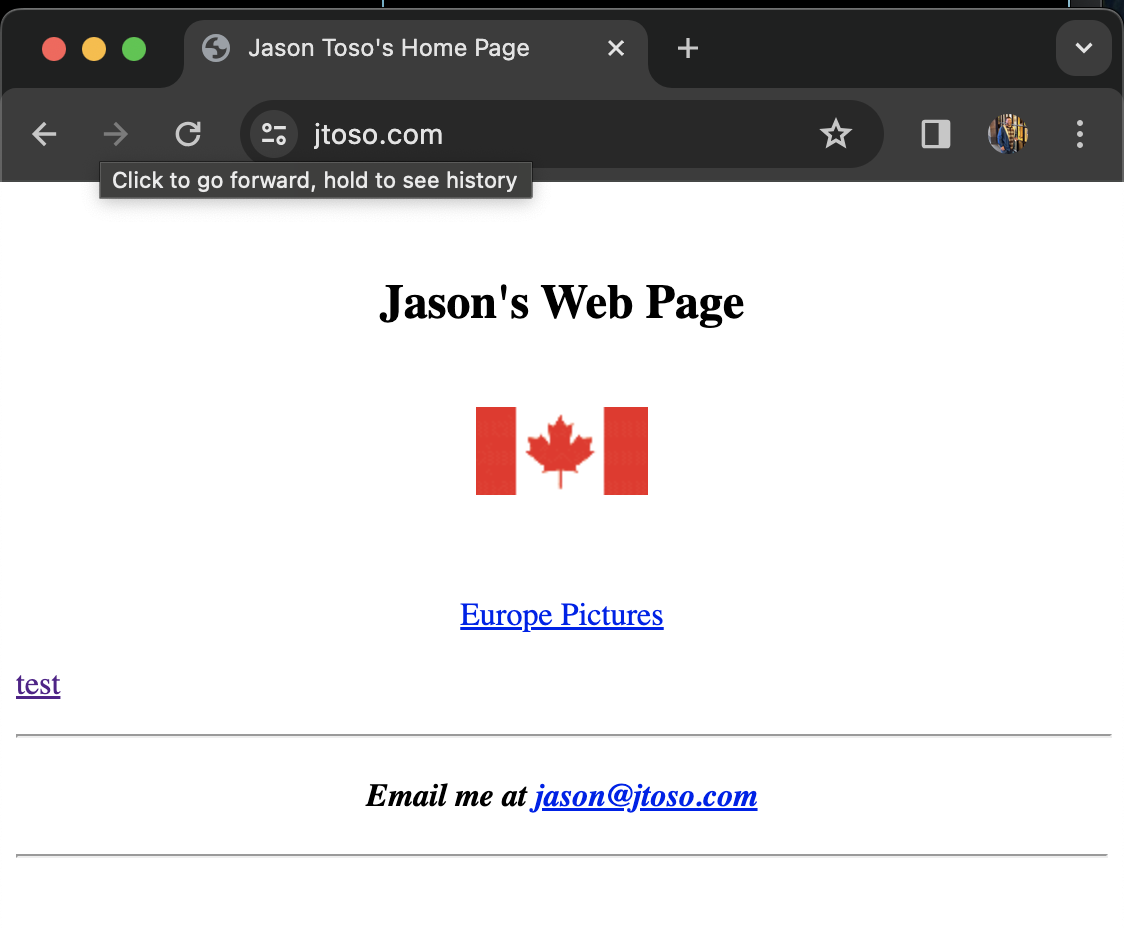 Jason Toso's Home Page
jtoso.com
Click to go forward, hold to see history
Jason's Web Page
Europe Pictures
test
Email me at jason@jtoso.com